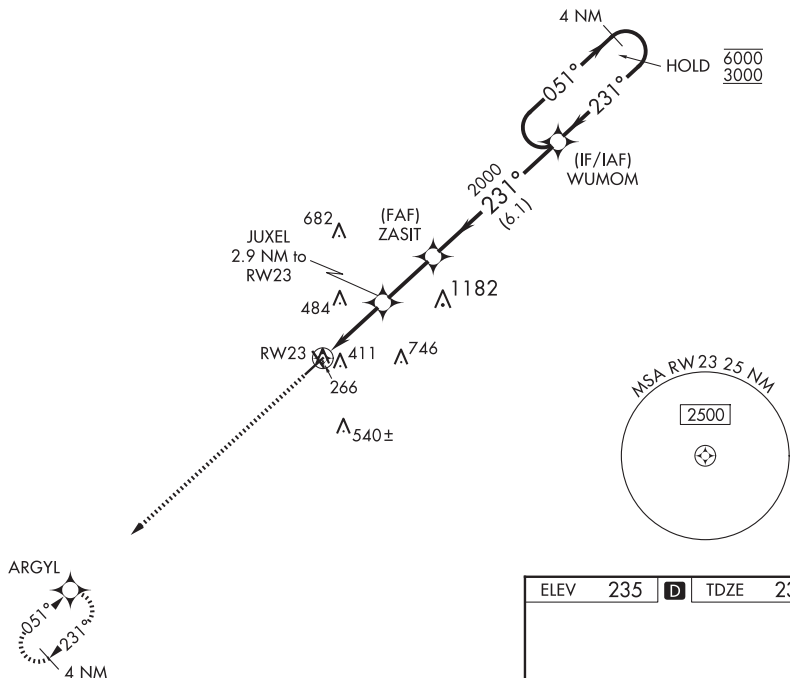 4 NM
HOLD
6000
3000
051°
231°
(IF/IAF)
WUMOM
2000
231°
(6.1)
(FAF)
ZASIT
682
JUXEL
2.9 NM to
RW23
1182
484
RW23
411
746
266
540±
MSA RW23 25 NM
2500
ARGYL
051°
231°
4 NM
ELEV 235 D TDZE